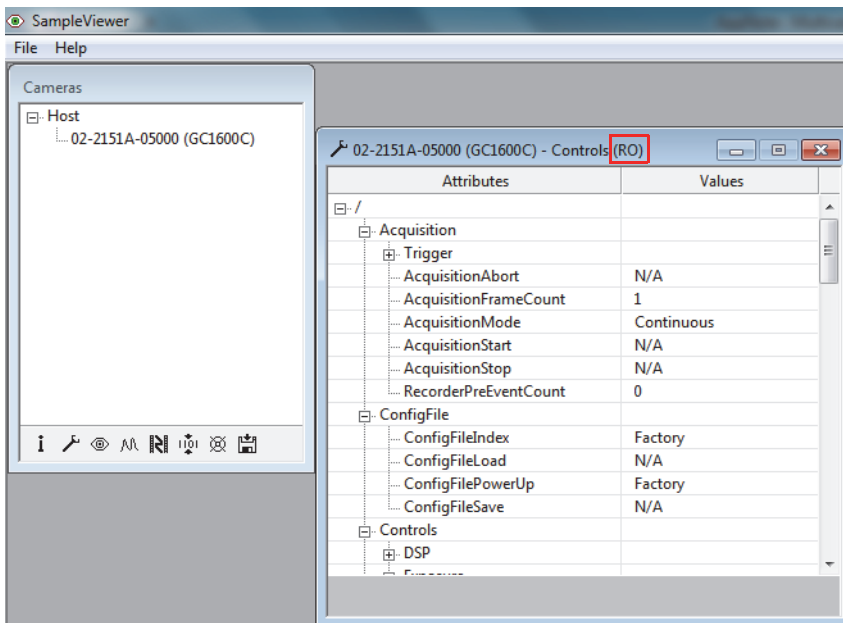 SampleViewer
File Help
Cameras
Host
02-2151A-05000 (GC1600C)
02-2151A-05000 (GC1600C) - Controls (RO)
Attributes Values
/
Acquisition
Trigger
AcquisitionAbort N/A
AcquisitionFrameCount 1
AcquisitionMode Continuous
AcquisitionStart N/A
AcquisitionStop N/A
RecorderPreEventCount 0
ConfigFile
ConfigFileIndex Factory
ConfigFileLoad N/A
ConfigFilePowerUp Factory
ConfigFileSave N/A
Controls
DSP